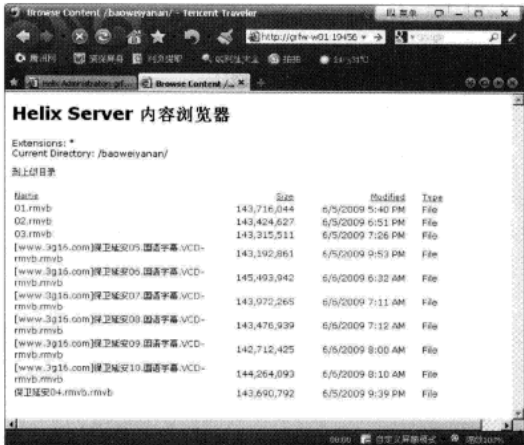 Browse Content /baoweiyanan/ - Tencent Traveler
http://grfw-w01:19456
Helix Administrator grf...
Browse Content /...
Helix Server 内容浏览器
Extensions: *
Current Directory: /baoweiyanan/
到上级目录
Name Size Modified Type
01.rmvb 143,716,044 6/5/2009 5:40 PM File
02.rmvb 143,424,627 6/5/2009 6:51 PM File
03.rmvb 143,315,511 6/5/2009 7:26 PM File
[www.3g16.com]保卫延安05.国语字幕.VCD-
rmvb.rmvb 143,192,861 6/5/2009 9:53 PM File
[www.3g16.com]保卫延安06.国语字幕.VCD-
rmvb.rmvb 145,493,942 6/6/2009 6:32 AM File
[www.3g16.com]保卫延安07.国语字幕.VCD-
rmvb.rmvb 143,972,265 6/6/2009 7:11 AM File
[www.3g16.com]保卫延安08.国语字幕.VCD-
rmvb.rmvb 143,476,939 6/6/2009 7:12 AM File
[www.3g16.com]保卫延安09.国语字幕.VCD-
rmvb.rmvb 142,712,425 6/6/2009 8:00 AM File
[www.3g16.com]保卫延安10.国语字幕.VCD-
rmvb.rmvb 144,264,093 6/6/2009 8:10 AM File
保卫延安04.rmvb.rmvb 143,690,792 6/5/2009 9:39 PM File